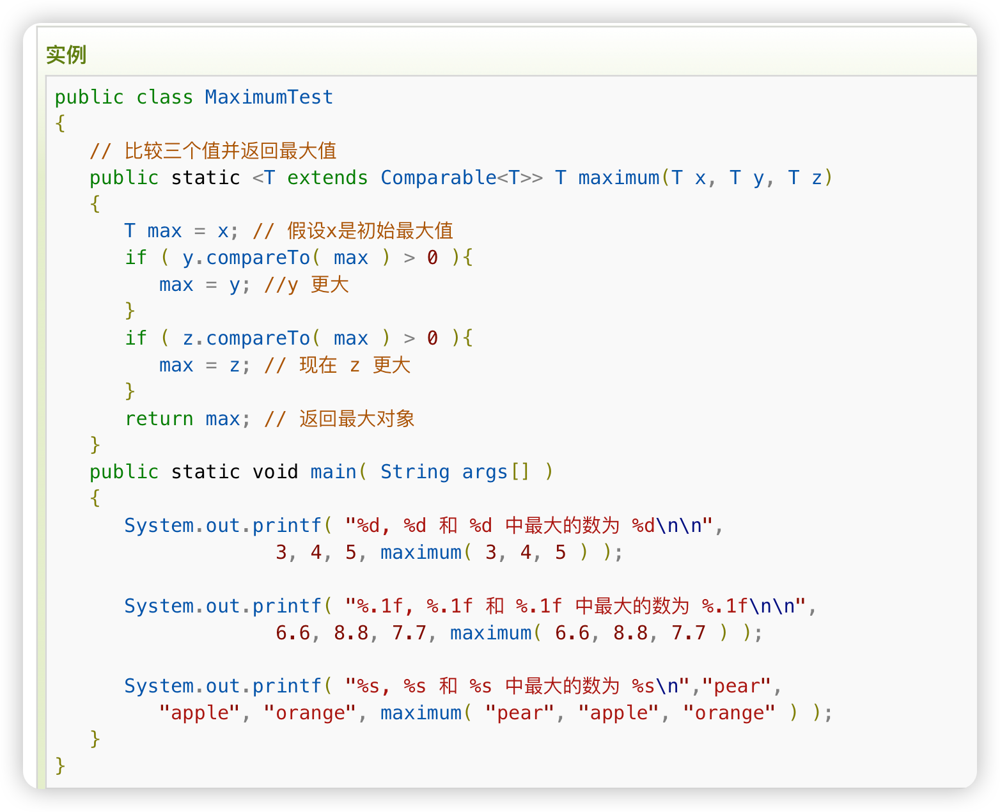 实例
public class MaximumTest
{
   // 比较三个值并返回最大值
   public static <T extends Comparable<T>> T maximum(T x, T y, T z)
   {
      T max = x; // 假设x是初始最大值
      if ( y.compareTo( max ) > 0 ){
         max = y; //y 更大
      }
      if ( z.compareTo( max ) > 0 ){
         max = z; // 现在 z 更大
      }
      return max; // 返回最大对象
   }
   public static void main( String args[] )
   {
      System.out.printf( "%d, %d 和 %d 中最大的数为 %d\n\n",
                   3, 4, 5, maximum( 3, 4, 5 ) );

      System.out.printf( "%.1f, %.1f 和 %.1f 中最大的数为 %.1f\n\n",
                   6.6, 8.8, 7.7, maximum( 6.6, 8.8, 7.7 ) );

      System.out.printf( "%s, %s 和 %s 中最大的数为 %s\n","pear",
         "apple", "orange", maximum( "pear", "apple", "orange" ) );
   }
}